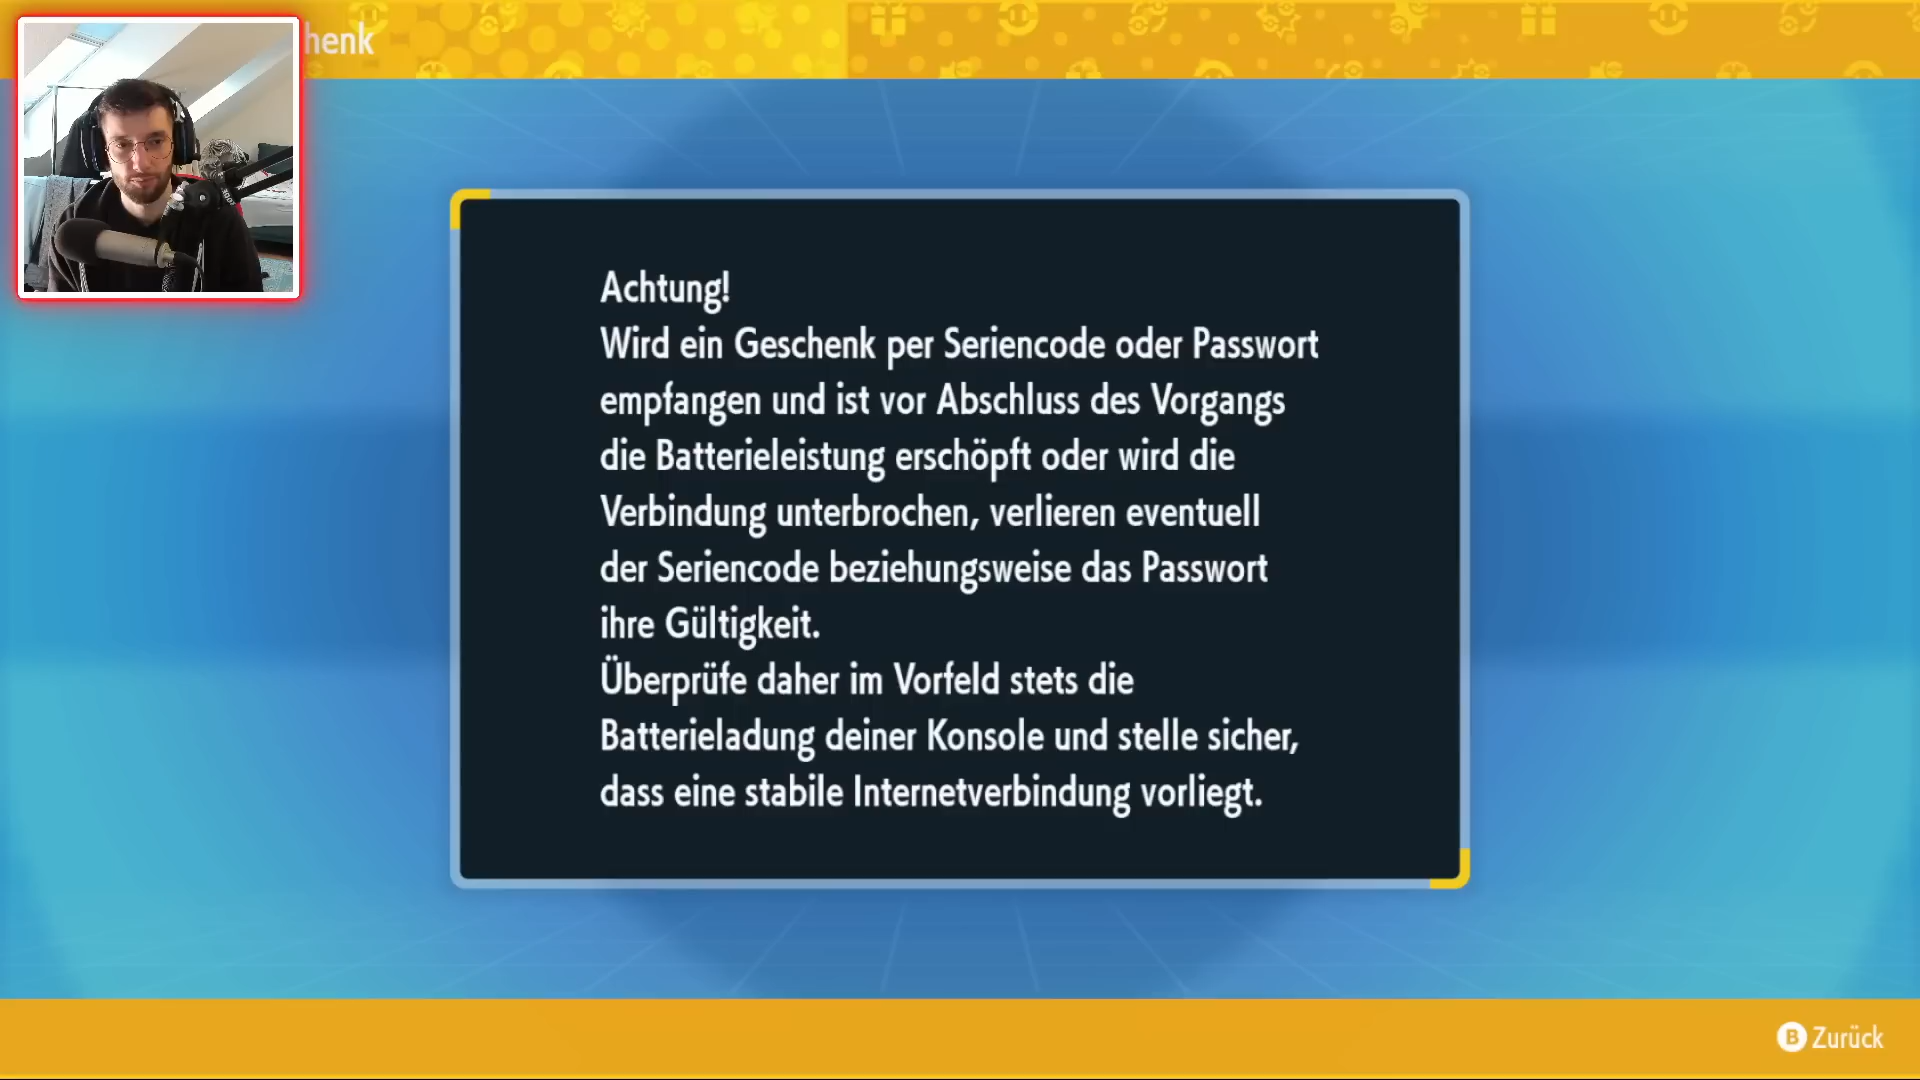 henk
Achtung!
Wird ein Geschenk per Seriencode oder Passwort
empfangen und ist vor Abschluss des Vorgangs
die Batterieleistung erschöpft oder wird die
Verbindung unterbrochen, verlieren eventuell
der Seriencode beziehungsweise das Passwort
ihre Gültigkeit.
Überprüfe daher im Vorfeld stets die
Batterieladung deiner Konsole und stelle sicher,
dass eine stabile Internetverbindung vorliegt.
B Zurück